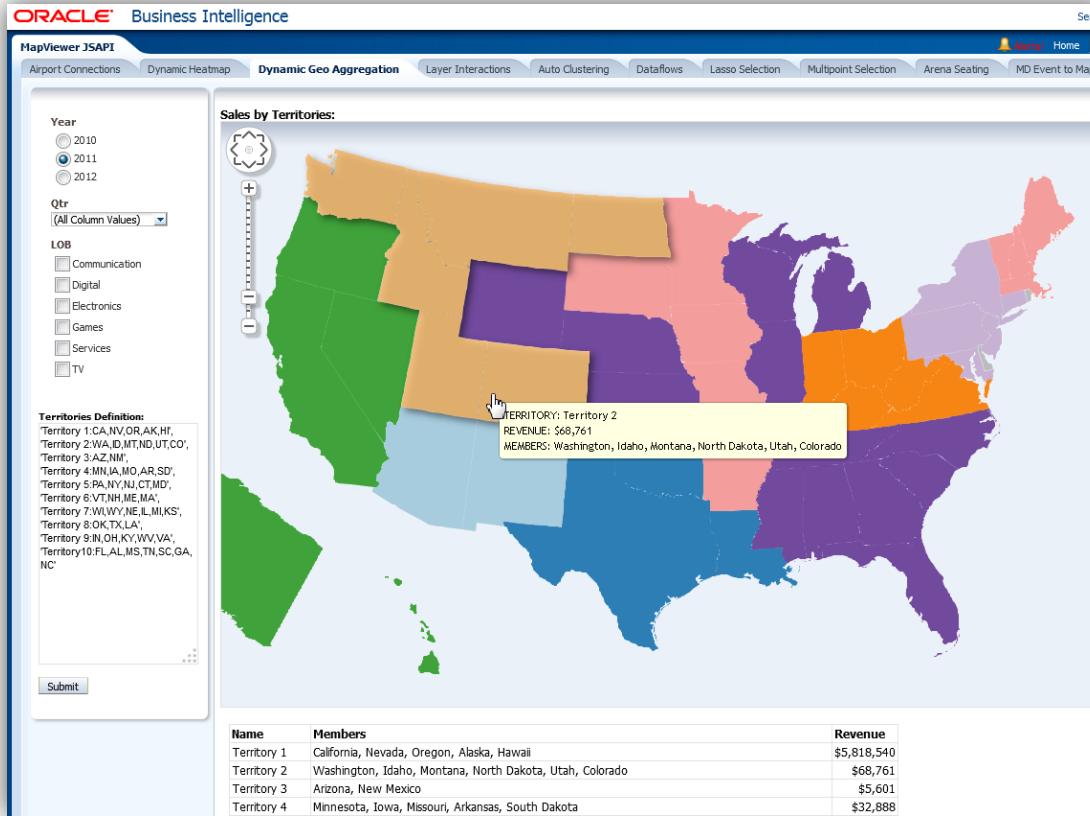 ORACLE Business Intelligence
MapViewer JSAPI
Home
Airport Connections Dynamic Heatmap Dynamic Geo Aggregation Layer Interactions Auto Clustering Dataflows Lasso Selection Multipoint Selection Arena Seating MD Event to Ma
Year
2010
2011
2012
Qtr
(All Column Values)
LOB
Communication
Digital
Electronics
Games
Services
TV
Territories Definition:
'Territory 1:CA,NV,OR,AK,HI',
'Territory 2:WA,ID,MT,ND,UT,CO',
'Territory 3:AZ,NM',
'Territory 4:MN,IA,MO,AR,SD',
'Territory 5:PA,NY,NJ,CT,MD',
'Territory 6:VT,NH,ME,MA',
'Territory 7:WI,WY,NE,IL,MI,KS',
'Territory 8:OK,TX,LA',
'Territory 9:IN,OH,KY,WV,VA',
'Territory10:FL,AL,MS,TN,SC,GA,
NC'
Submit
Sales by Territories:
TERRITORY: Territory 2
REVENUE: $68,761
MEMBERS: Washington, Idaho, Montana, North Dakota, Utah, Colorado
Name Members Revenue
Territory 1 California, Nevada, Oregon, Alaska, Hawaii $5,818,540
Territory 2 Washington, Idaho, Montana, North Dakota, Utah, Colorado $68,761
Territory 3 Arizona, New Mexico $5,601
Territory 4 Minnesota, Iowa, Missouri, Arkansas, South Dakota $32,888